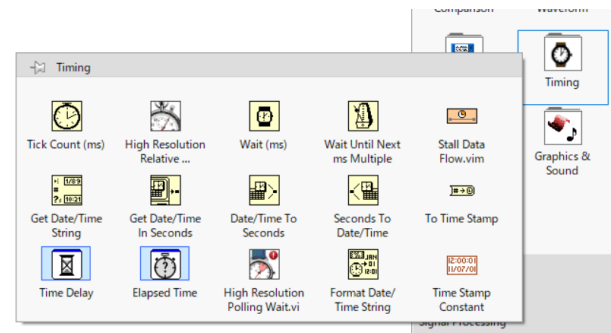 Comparison Waveform
Timing
Timing
Graphics &
Sound
Tick Count (ms)
High Resolution
Relative ...
Wait (ms)
Wait Until Next
ms Multiple
Stall Data
Flow.vim
Get Date/Time
String
Get Date/Time
In Seconds
Date/Time To
Seconds
Seconds To
Date/Time
To Time Stamp
Time Delay
Elapsed Time
High Resolution
Polling Wait.vi
Format Date/
Time String
Time Stamp
Constant
12:00:01
11/07/00
Signal Processing